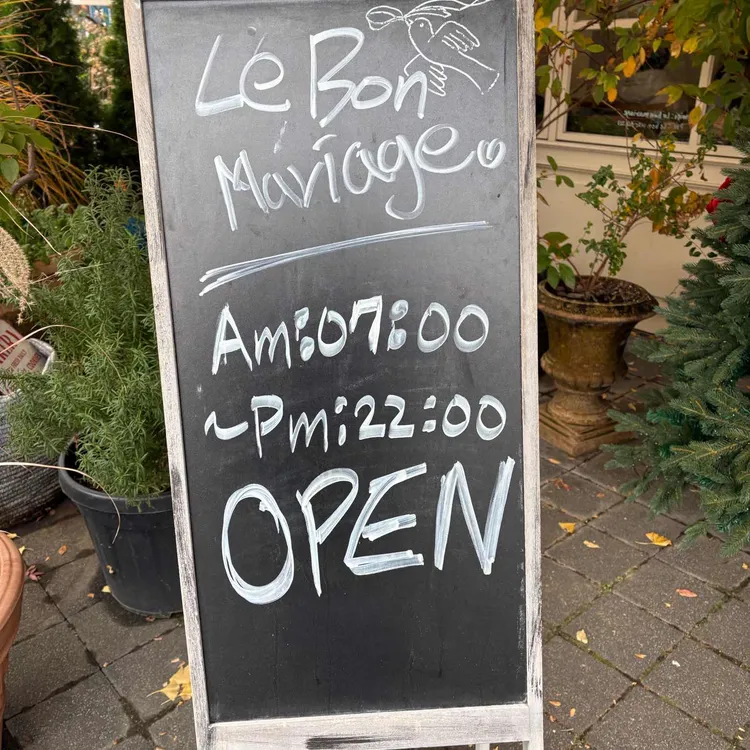 Le Bon
Mariage
Am:07:00
~Pm:22:00
OPEN